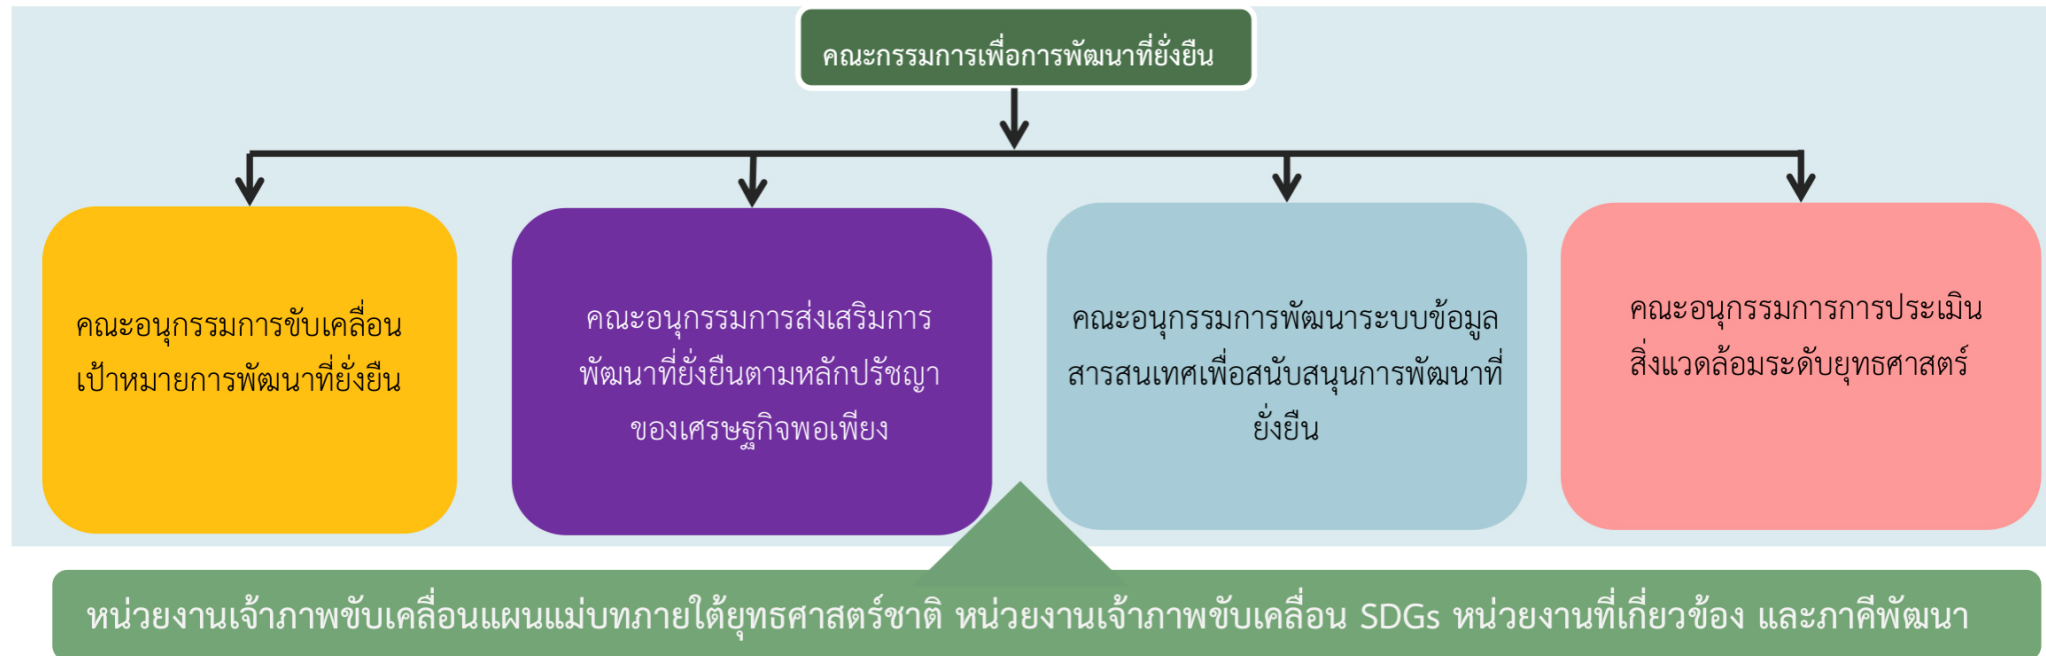 คณะกรรมการเพื่อการพัฒนาที่ยั่งยืน
คณะอนุกรรมการขับเคลื่อน
เป้าหมายการพัฒนาที่ยั่งยืน
คณะอนุกรรมการส่งเสริมการ
พัฒนาที่ยั่งยืนตามหลักปรัชญา
ของเศรษฐกิจพอเพียง
คณะอนุกรรมการพัฒนาระบบข้อมูล
สารสนเทศเพื่อสนับสนุนการพัฒนาที่
ยั่งยืน
คณะอนุกรรมการการประเมิน
สิ่งแวดล้อมระดับยุทธศาสตร์
หน่วยงานเจ้าภาพขับเคลื่อนแผนแม่บทภายใต้ยุทธศาสตร์ชาติ หน่วยงานเจ้าภาพขับเคลื่อน SDGs หน่วยงานที่เกี่ยวข้อง และภาคีพัฒนา